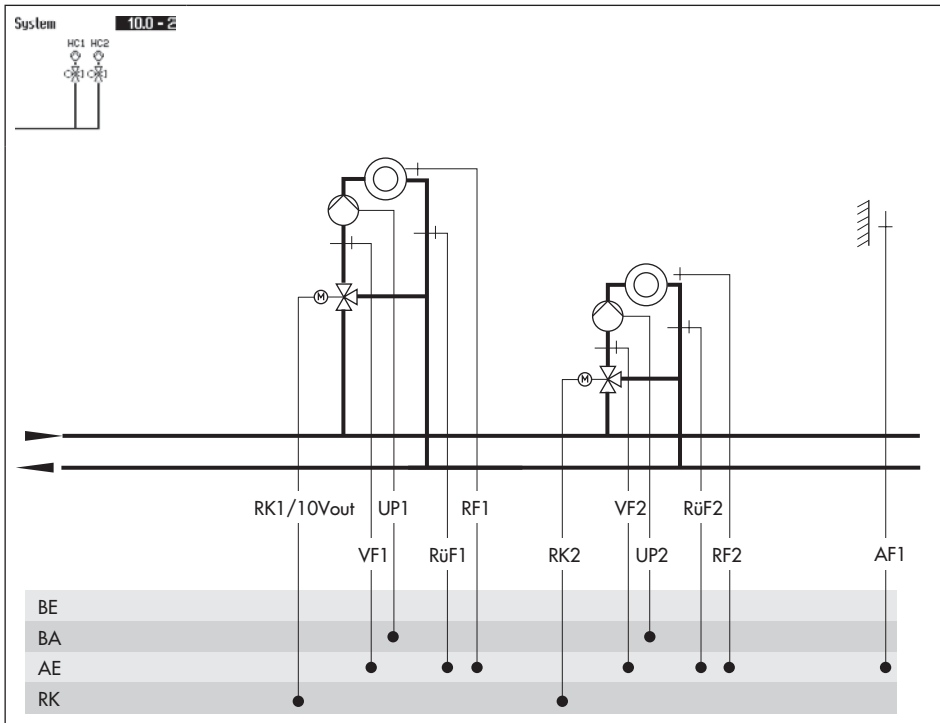 System 10.0 - 2
HC1 HC2
M
M
RK1/10Vout UP1 RF1 VF2 RüF2
VF1 RüF1 RK2 UP2 RF2 AF1
BE
BA
AE
RK